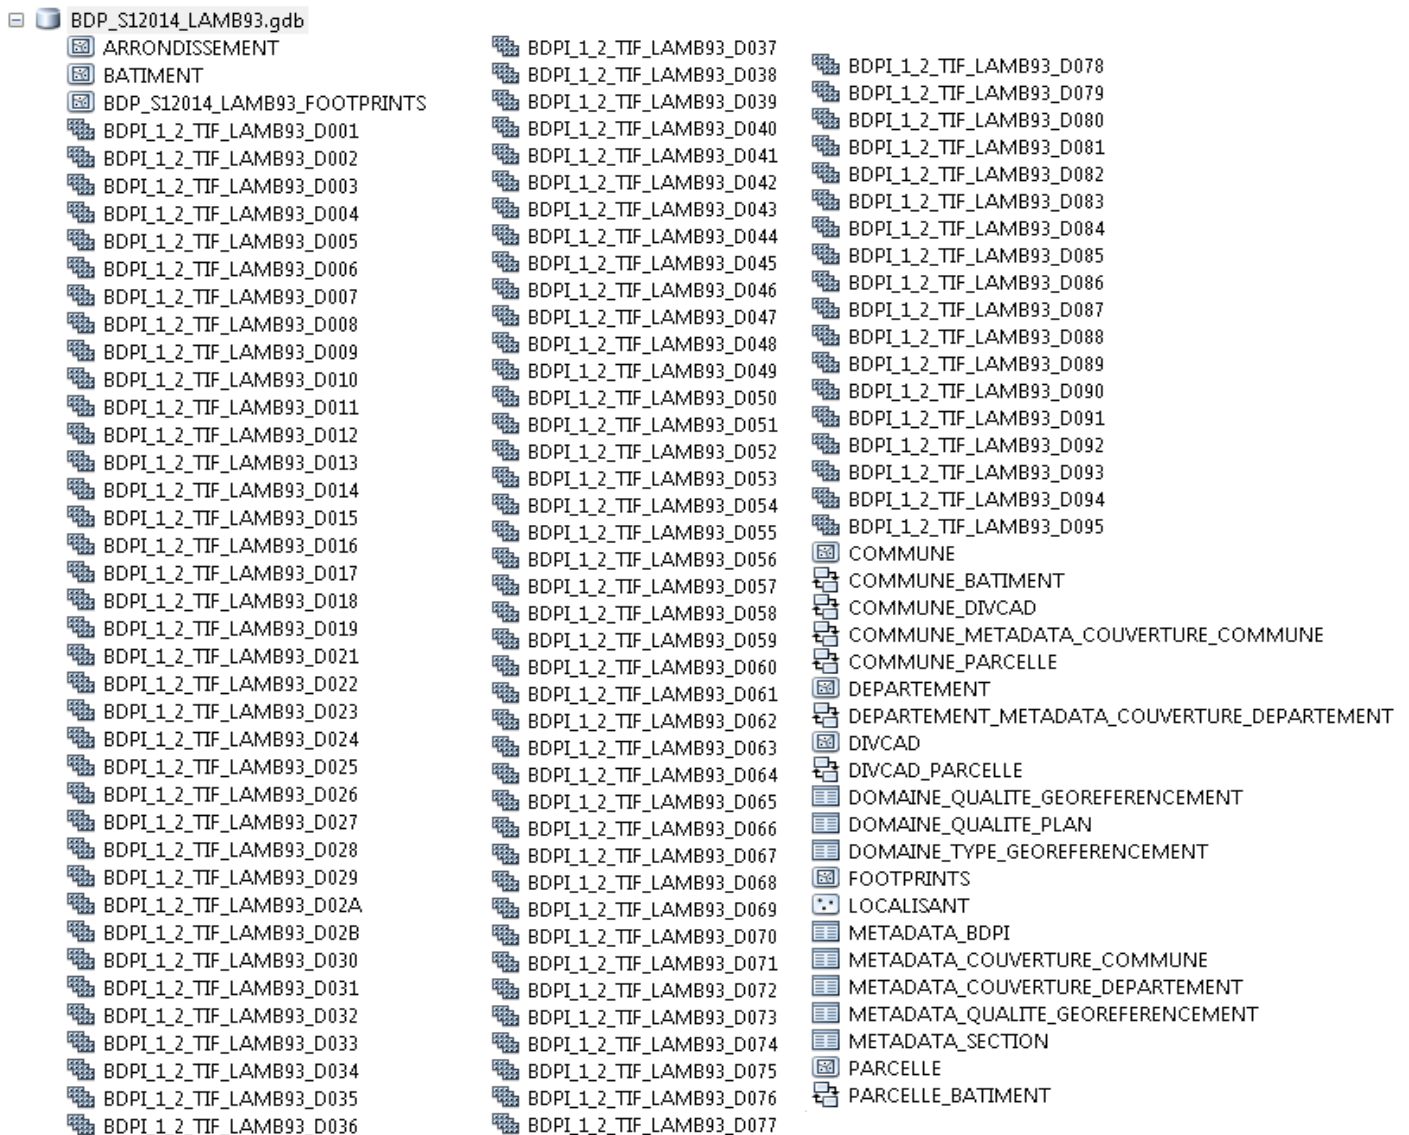 BDP_S12014_LAMB93.gdb
ARRONDISSEMENT
BATIMENT
BDP_S12014_LAMB93_FOOTPRINTS
BDPI_1_2_TIF_LAMB93_D001
BDPI_1_2_TIF_LAMB93_D002
BDPI_1_2_TIF_LAMB93_D003
BDPI_1_2_TIF_LAMB93_D004
BDPI_1_2_TIF_LAMB93_D005
BDPI_1_2_TIF_LAMB93_D006
BDPI_1_2_TIF_LAMB93_D007
BDPI_1_2_TIF_LAMB93_D008
BDPI_1_2_TIF_LAMB93_D009
BDPI_1_2_TIF_LAMB93_D010
BDPI_1_2_TIF_LAMB93_D011
BDPI_1_2_TIF_LAMB93_D012
BDPI_1_2_TIF_LAMB93_D013
BDPI_1_2_TIF_LAMB93_D014
BDPI_1_2_TIF_LAMB93_D015
BDPI_1_2_TIF_LAMB93_D016
BDPI_1_2_TIF_LAMB93_D017
BDPI_1_2_TIF_LAMB93_D018
BDPI_1_2_TIF_LAMB93_D019
BDPI_1_2_TIF_LAMB93_D021
BDPI_1_2_TIF_LAMB93_D022
BDPI_1_2_TIF_LAMB93_D023
BDPI_1_2_TIF_LAMB93_D024
BDPI_1_2_TIF_LAMB93_D025
BDPI_1_2_TIF_LAMB93_D026
BDPI_1_2_TIF_LAMB93_D027
BDPI_1_2_TIF_LAMB93_D028
BDPI_1_2_TIF_LAMB93_D029
BDPI_1_2_TIF_LAMB93_D02A
BDPI_1_2_TIF_LAMB93_D02B
BDPI_1_2_TIF_LAMB93_D030
BDPI_1_2_TIF_LAMB93_D031
BDPI_1_2_TIF_LAMB93_D032
BDPI_1_2_TIF_LAMB93_D033
BDPI_1_2_TIF_LAMB93_D034
BDPI_1_2_TIF_LAMB93_D035
BDPI_1_2_TIF_LAMB93_D036
BDPI_1_2_TIF_LAMB93_D037
BDPI_1_2_TIF_LAMB93_D038
BDPI_1_2_TIF_LAMB93_D039
BDPI_1_2_TIF_LAMB93_D040
BDPI_1_2_TIF_LAMB93_D041
BDPI_1_2_TIF_LAMB93_D042
BDPI_1_2_TIF_LAMB93_D043
BDPI_1_2_TIF_LAMB93_D044
BDPI_1_2_TIF_LAMB93_D045
BDPI_1_2_TIF_LAMB93_D046
BDPI_1_2_TIF_LAMB93_D047
BDPI_1_2_TIF_LAMB93_D048
BDPI_1_2_TIF_LAMB93_D049
BDPI_1_2_TIF_LAMB93_D050
BDPI_1_2_TIF_LAMB93_D051
BDPI_1_2_TIF_LAMB93_D052
BDPI_1_2_TIF_LAMB93_D053
BDPI_1_2_TIF_LAMB93_D054
BDPI_1_2_TIF_LAMB93_D055
BDPI_1_2_TIF_LAMB93_D056
BDPI_1_2_TIF_LAMB93_D057
BDPI_1_2_TIF_LAMB93_D058
BDPI_1_2_TIF_LAMB93_D059
BDPI_1_2_TIF_LAMB93_D060
BDPI_1_2_TIF_LAMB93_D061
BDPI_1_2_TIF_LAMB93_D062
BDPI_1_2_TIF_LAMB93_D063
BDPI_1_2_TIF_LAMB93_D064
BDPI_1_2_TIF_LAMB93_D065
BDPI_1_2_TIF_LAMB93_D066
BDPI_1_2_TIF_LAMB93_D067
BDPI_1_2_TIF_LAMB93_D068
BDPI_1_2_TIF_LAMB93_D069
BDPI_1_2_TIF_LAMB93_D070
BDPI_1_2_TIF_LAMB93_D071
BDPI_1_2_TIF_LAMB93_D072
BDPI_1_2_TIF_LAMB93_D073
BDPI_1_2_TIF_LAMB93_D074
BDPI_1_2_TIF_LAMB93_D075
BDPI_1_2_TIF_LAMB93_D076
BDPI_1_2_TIF_LAMB93_D077
BDPI_1_2_TIF_LAMB93_D078
BDPI_1_2_TIF_LAMB93_D079
BDPI_1_2_TIF_LAMB93_D080
BDPI_1_2_TIF_LAMB93_D081
BDPI_1_2_TIF_LAMB93_D082
BDPI_1_2_TIF_LAMB93_D083
BDPI_1_2_TIF_LAMB93_D084
BDPI_1_2_TIF_LAMB93_D085
BDPI_1_2_TIF_LAMB93_D086
BDPI_1_2_TIF_LAMB93_D087
BDPI_1_2_TIF_LAMB93_D088
BDPI_1_2_TIF_LAMB93_D089
BDPI_1_2_TIF_LAMB93_D090
BDPI_1_2_TIF_LAMB93_D091
BDPI_1_2_TIF_LAMB93_D092
BDPI_1_2_TIF_LAMB93_D093
BDPI_1_2_TIF_LAMB93_D094
BDPI_1_2_TIF_LAMB93_D095
COMMUNE
COMMUNE_BATIMENT
COMMUNE_DIVCAD
COMMUNE_METADATA_COUVERTURE_COMMUNE
COMMUNE_PARCELLE
DEPARTEMENT
DEPARTEMENT_METADATA_COUVERTURE_DEPARTEMENT
DIVCAD
DIVCAD_PARCELLE
DOMAINE_QUALITE_GEOREFERENCEMENT
DOMAINE_QUALITE_PLAN
DOMAINE_TYPE_GEOREFERENCEMENT
FOOTPRINTS
LOCALISANT
METADATA_BDPI
METADATA_COUVERTURE_COMMUNE
METADATA_COUVERTURE_DEPARTEMENT
METADATA_QUALITE_GEOREFERENCEMENT
METADATA_SECTION
PARCELLE
PARCELLE_BATIMENT